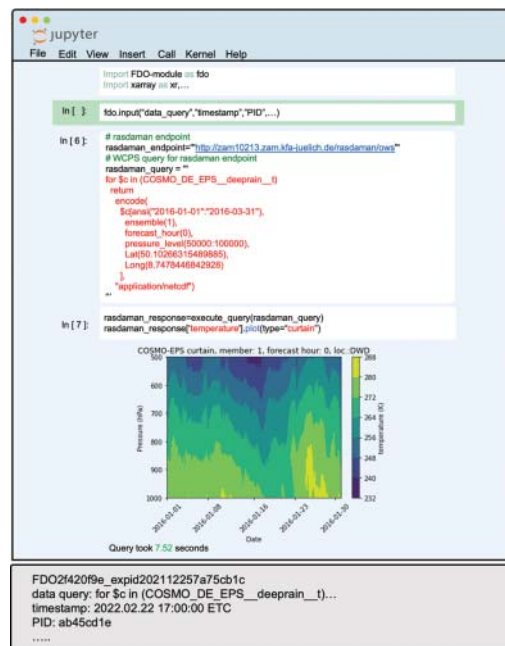 jupyter
File Edit View Insert Call Kernel Help
Import FDO-module as fdo
Import xarray as xr,...
In [ ]: fdo.input("data_query","timestamp","PID",...)
In [ 6 ]: # rasdaman endpoint
rasdaman_endpoint="http://zam10213.zam.kfa-juelich.de/rasdaman/ows"
# WCPS query for rasdaman endpoint
rasdaman_query = '''
for $c in (COSMO_DE_EPS__deeprain__t)
return
encode(
$c[ansi("2016-01-01":"2016-03-31"),
ensemble(1),
forecast_hour(0),
pressure_level(50000:100000),
Lat(50.10266315489885),
Long(8.7478446842928)
],
"application/netcdf")
'''
In [ 7 ]: rasdaman_response=execute_query(rasdaman_query)
rasdaman_response["temperature"].plot(type="curtain")
COSMO-EPS curtain, member: 1, forecast hour: 0, loc.:DWD
500
600
700
800
900
1000
Pressure (hPa)
2016-01-01
2016-01-08
2016-01-16
2016-01-23
2016-01-30
Date
288
280
272
264
256
248
240
232
temperature (K)
Query took 7.52 seconds
FDO2f420f9e_expid202112257a75cb1c
data query: for $c in (COSMO_DE_EPS__deeprain__t)...
timestamp: 2022.02.22 17:00:00 ETC
PID: ab45cd1e
.....